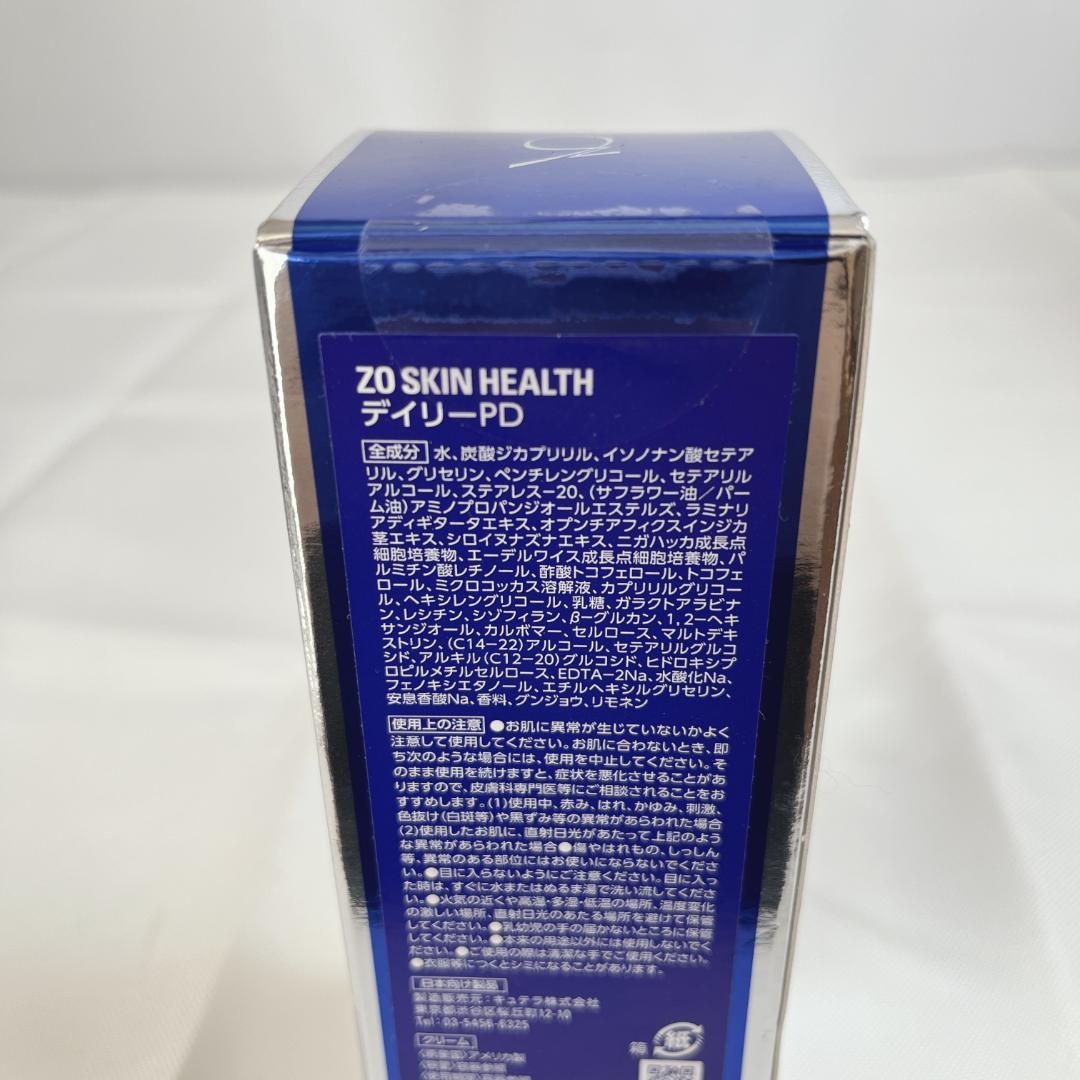 ZO SKIN HEALTH
デイリーPD
全成分 水、炭酸ジカプリリル、イソノナン酸セテア
リル、グリセリン、ペンチレングリコール、セテアリル
アルコール、ステアレス-20、(サフラワー油/パー
ム油)アミノプロパンジオールエステルズ、ラミナリ
アディギタータエキス、オプンチアフィクスインジカ
茎エキス、シロイヌナズナエキス、ニガハッカ成長点
細胞培養物、エーデルワイス成長点細胞培養物、パ
ルミチン酸レチノール、酢酸トコフェロール、トコフェ
ロール、ミクロコッカス溶解液、カプリリルグリコー
ル、ヘキシレングリコール、乳糖、ガラクトアラビナ
ン、レシチン、シゾフィラン、β-グルカン、1,2-ヘキ
サンジオール、カルボマー、セルロース、マルトデキ
ストリン、(C14-22)アルコール、セテアリルグルコ
シド、アルキル(C12-20)グルコシド、ヒドロキシプ
ロピルメチルセルロース、EDTA-2Na、水酸化Na、
フェノキシエタノール、エチルヘキシルグリセリン、
安息香酸Na、香料、グンジョウ、リモネン
使用上の注意 ●お肌に異常が生じていないかよく
注意して使用してください。お肌に合わないとき、即
ち次のような場合には、使用を中止してください。そ
のまま使用を続けますと、症状を悪化させることがあ
りますので、皮膚科専門医等にご相談されることをお
すすめします。(1)使用中、赤み、はれ、かゆみ、刺激、
色抜け(白斑等)や黒ずみ等の異常があらわれた場合
(2)使用したお肌に、直射日光があたって上記のよう
な異常があらわれた場合●傷やはれもの、しっしん
等、異常のある部位にはお使いにならないでくださ
い。●目に入らないようにご注意ください。目に入っ
た時は、すぐに水またはぬるま湯で洗い流してくださ
い。●火気の近くや高温・多湿・低温の場所、温度変化
の激しい場所、直射日光のあたる場所を避けて保管
してください。●乳幼児の手の届かないところに保管
してください。●本来の用途以外には使用しないでく
ださい。●ご使用の際は清潔な手でご使用ください。
●衣服等につくとシミになることがあります。
日本向け製品
製造販売元:キュテラ株式会社
東京都渋谷区桜丘町12-10
Tel: 03-5456-6325
クリーム
アメリカ製
箱 紙